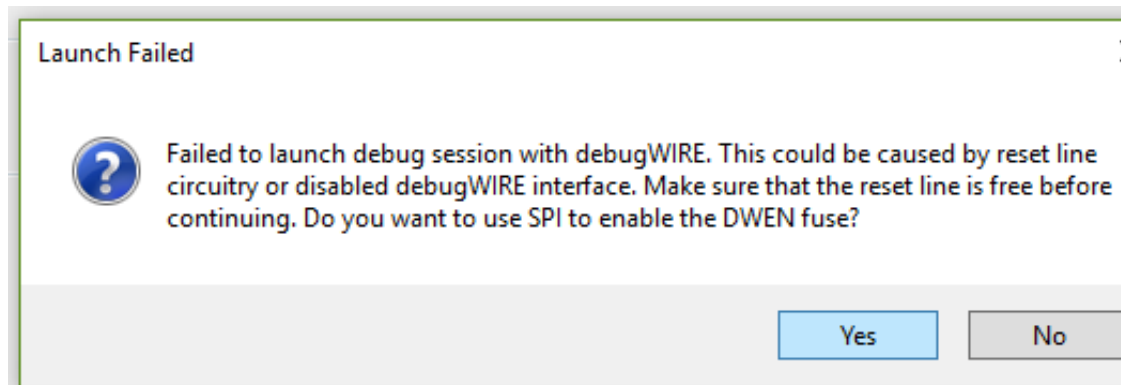 Launch Failed
Failed to launch debug session with debugWIRE. This could be caused by reset line
circuitry or disabled debugWIRE interface. Make sure that the reset line is free before
continuing. Do you want to use SPI to enable the DWEN fuse?
Yes
No